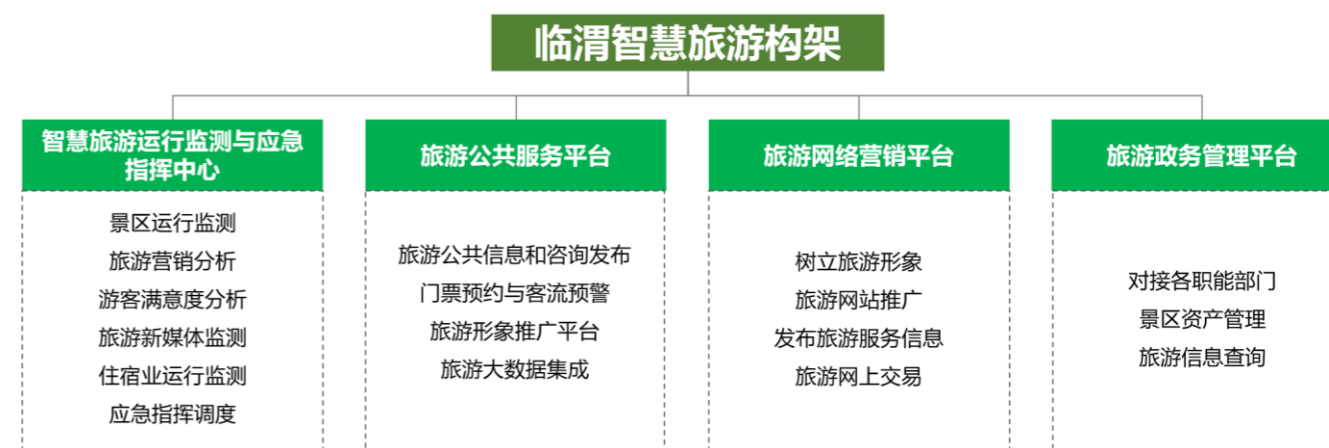 临渭智慧旅游构架
智慧旅游运行监测与应急
指挥中心
景区运行监测
旅游营销分析
游客满意度分析
旅游新媒体监测
住宿业运行监测
应急指挥调度
旅游公共服务平台
旅游公共信息和咨询发布
门票预约与客流预警
旅游形象推广平台
旅游大数据集成
旅游网络营销平台
树立旅游形象
旅游网站推广
发布旅游服务信息
旅游网上交易
旅游政务管理平台
对接各职能部门
景区资产管理
旅游信息查询